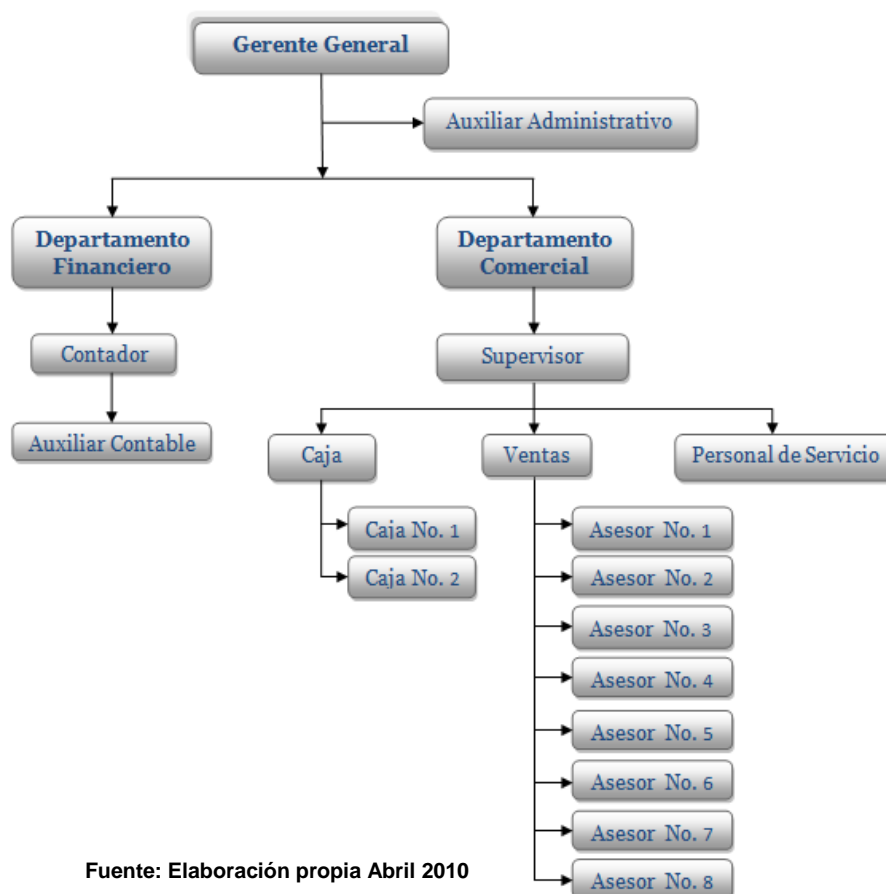 Gerente General
Auxiliar Administrativo
Departamento
Financiero
Departamento
Comercial
Contador
Supervisor
Auxiliar Contable
Caja
Ventas
Personal de Servicio
Caja No. 1
Caja No. 2
Asesor No. 1
Asesor No. 2
Asesor No. 3
Asesor No. 4
Asesor No. 5
Asesor No. 6
Asesor No. 7
Asesor No. 8
Fuente: Elaboración propia Abril 2010